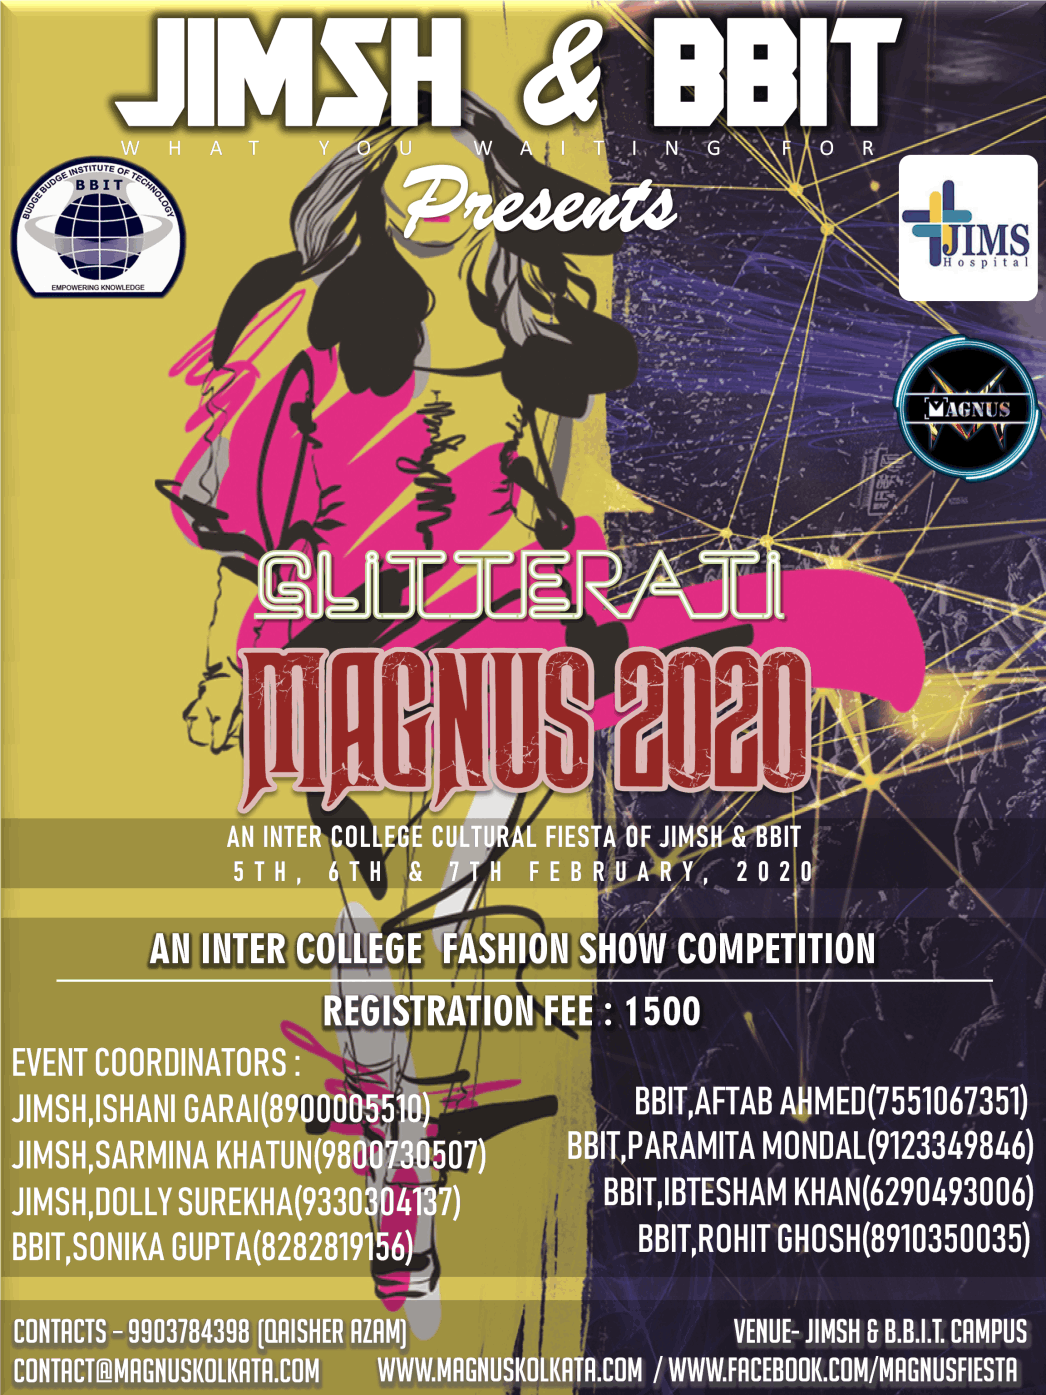 JIMSH & BBIT
WHAT YOU WAITING FOR
Presents
BUDGE BUDGE INSTITUTE OF TECHNOLOGY
BBIT
EMPOWERING KNOWLEDGE
JIMS
Hospital
MAGNUS
GLITTERATI
MAGNUS 2020
AN INTER COLLEGE CULTURAL FIESTA OF JIMSH & BBIT
5TH, 6TH & 7TH FEBRUARY, 2020
AN INTER COLLEGE FASHION SHOW COMPETITION
REGISTRATION FEE : 1500
EVENT COORDINATORS :
JIMSH,ISHANI GARAI(8900005510)
JIMSH,SARMINA KHATUN(9800730507)
JIMSH,DOLLY SUREKHA(9330304137)
BBIT,SONIKA GUPTA(8282819156)
BBIT,AFTAB AHMED(7551067351)
BBIT,PARAMITA MONDAL(9123349846)
BBIT,IBTESHAM KHAN(6290493006)
BBIT,ROHIT GHOSH(8910350035)
CONTACTS - 9903784398 (QAISHER AZAM)
VENUE- JIMSH & B.B.I.T. CAMPUS
CONTACT@MAGNUSKOLKATA.COM
WWW.MAGNUSKOLKATA.COM / WWW.FACEBOOK.COM/MAGNUSFIESTA